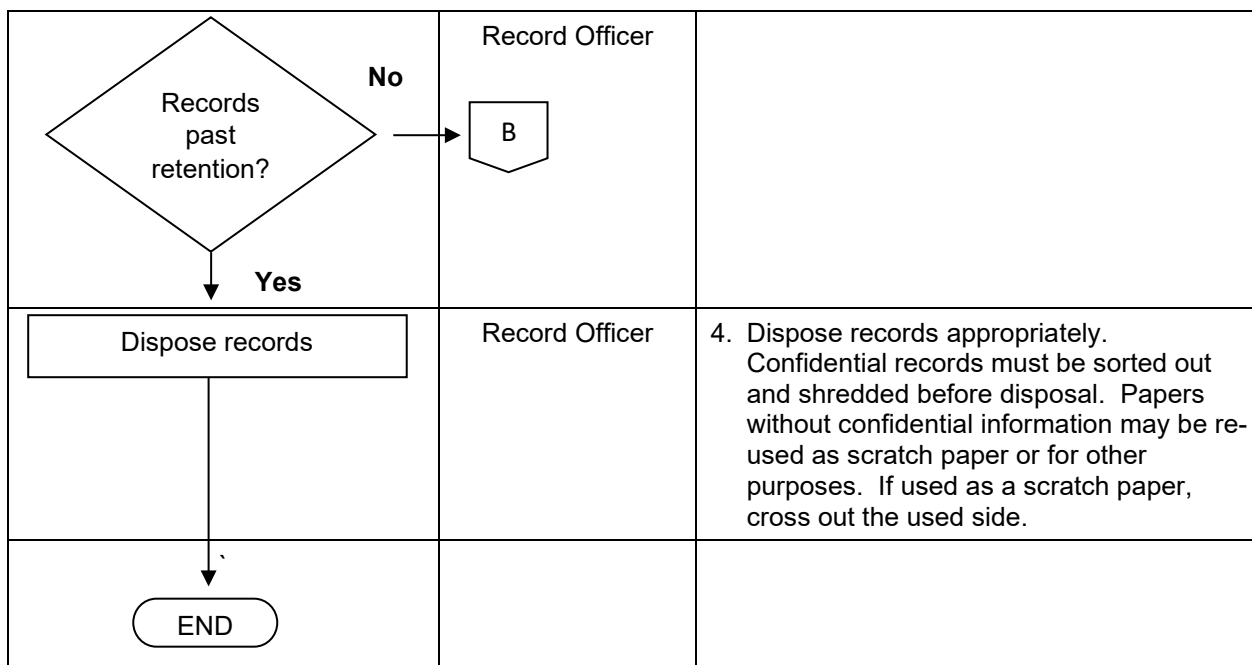 Records
past
retention?
No
Yes
Record Officer
B
Dispose records
Record Officer
4. Dispose records appropriately.
Confidential records must be sorted out
and shredded before disposal. Papers
without confidential information may be re-
used as scratch paper or for other
purposes. If used as a scratch paper,
cross out the used side.
`
END